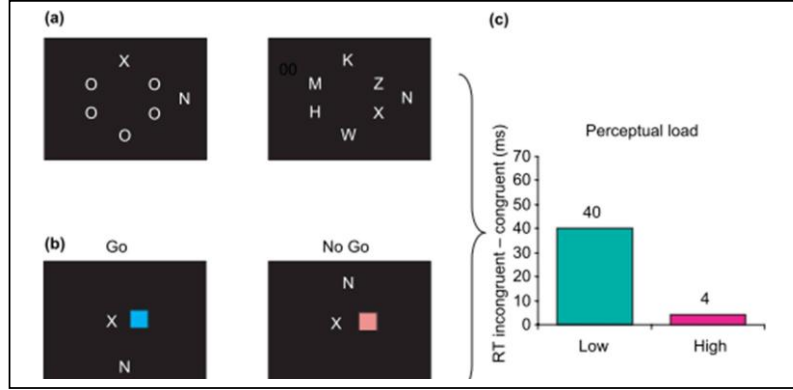 (a)
X
O O
N
O O
O
K
00
M Z
N
H X
W
(b)
Go
No Go
X
N
N
X
(c)
Perceptual load
RT incongruent – congruent (ms)
70
60
50
40
30
20
10
0
40
4
Low High